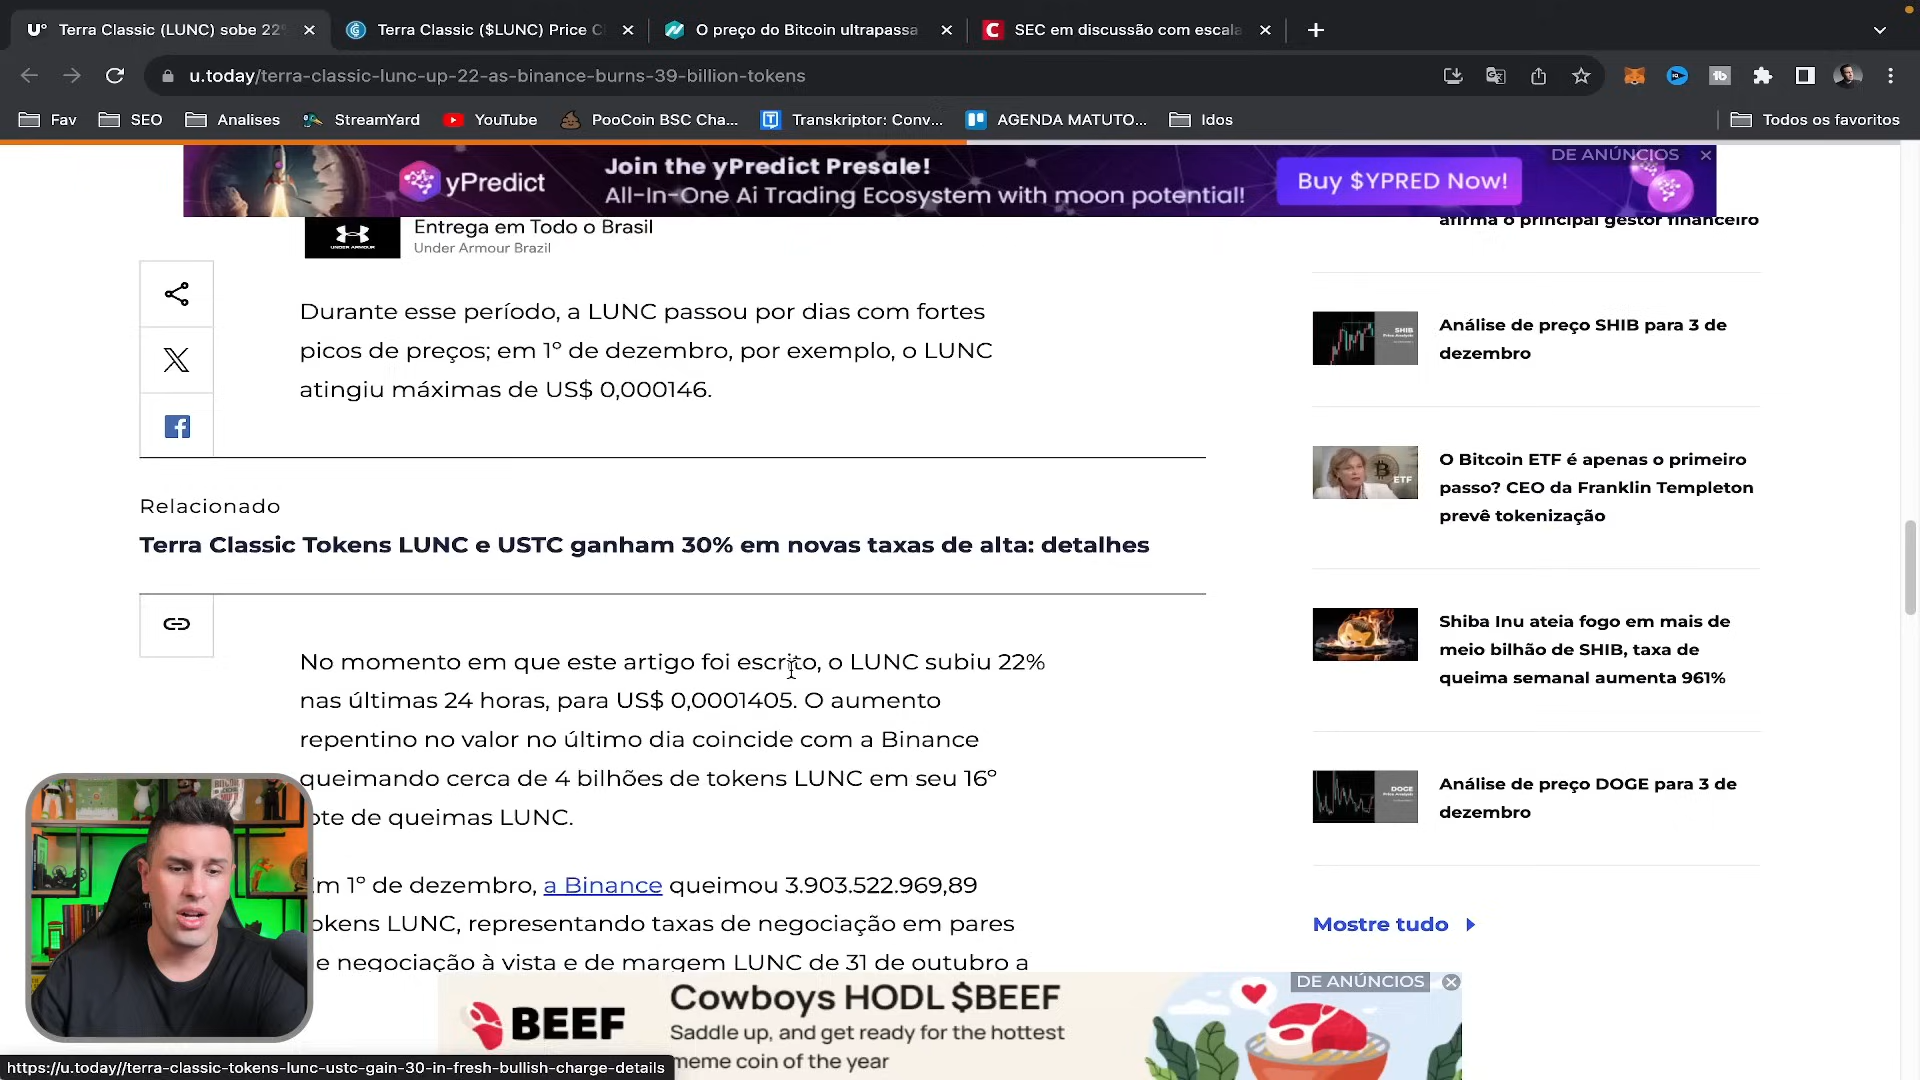 Terra Classic (LUNC) sobe 22%
Terra Classic ($LUNC) Price C
O preço do Bitcoin ultrapassa
SEC em discussão com escala
u.today/terra-classic-lunc-up-22-as-binance-burns-39-billion-tokens
Fav
SEO
Analises
StreamYard
YouTube
PooCoin BSC Cha...
Transkriptor: Conv...
AGENDA MATUTO...
Idos
Todos os favoritos
yPredict
Join the yPredict Presale!
All-In-One Ai Trading Ecosystem with moon potential!
Buy $YPRED Now!
DE ANÚNCIOS
UNDER ARMOUR
Entrega em Todo o Brasil
Under Armour Brazil
Durante esse período, a LUNC passou por dias com fortes
picos de preços; em 1º de dezembro, por exemplo, o LUNC
atingiu máximas de US$ 0,000146.
Relacionado
Terra Classic Tokens LUNC e USTC ganham 30% em novas taxas de alta: detalhes
No momento em que este artigo foi escrito, o LUNC subiu 22%
nas últimas 24 horas, para US$ 0,0001405. O aumento
repentino no valor no último dia coincide com a Binance
queimando cerca de 4 bilhões de tokens LUNC em seu 16º
ote de queimas LUNC.
m 1º de dezembro, a Binance queimou 3.903.522.969,89
okens LUNC, representando taxas de negociação em pares
e negociação à vista e de margem LUNC de 31 de outubro a
afirma o principal gestor financeiro
SHIB
Análise de preço SHIB para 3 de
dezembro
ETF
O Bitcoin ETF é apenas o primeiro
passo? CEO da Franklin Templeton
prevê tokenização
Shiba Inu ateia fogo em mais de
meio bilhão de SHIB, taxa de
queima semanal aumenta 961%
DOGE
Análise de preço DOGE para 3 de
dezembro
Mostre tudo
BEEF
Cowboys HODL $BEEF
Saddle up, and get ready for the hottest
meme coin of the year
DE ANÚNCIOS
https://u.today//terra-classic-tokens-lunc-ustc-gain-30-in-fresh-bullish-charge-details